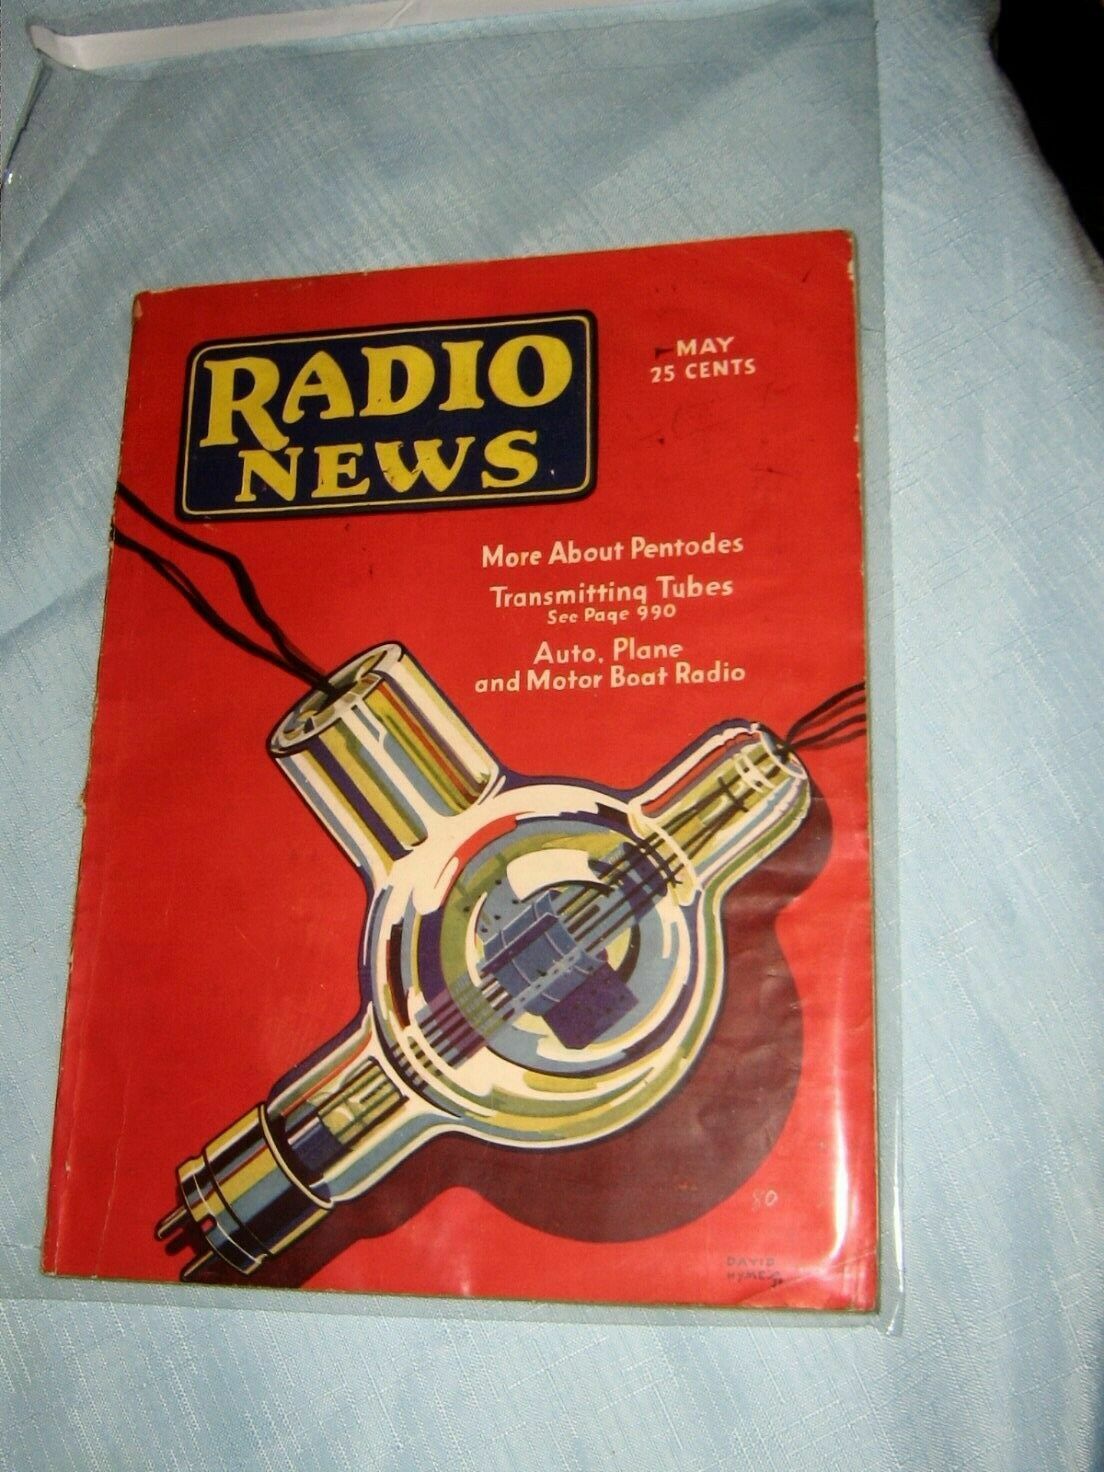 RADIO
NEWS
MAY
25 CENTS
More About Pentodes
Transmitting Tubes
See Page 990
Auto, Plane
and Motor Boat Radio
80
DAVID
HYMES